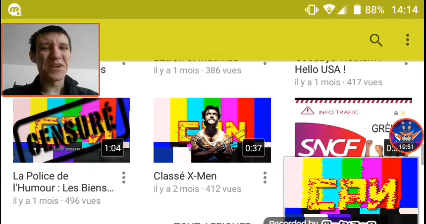 88% 14:14
il y a 1 mois · 386 vues
Hello USA !
il y a 1 mois · 417 vues
CENSURÉ
1:04
0:37
INFO TRAFIC
GRÈ
SNCF
10:51
La Police de
l'Humour : Les Biens...
il y a 1 mois · 496 vues
Classé X-Men
il y a 2 mois · 412 vues
Recorded by